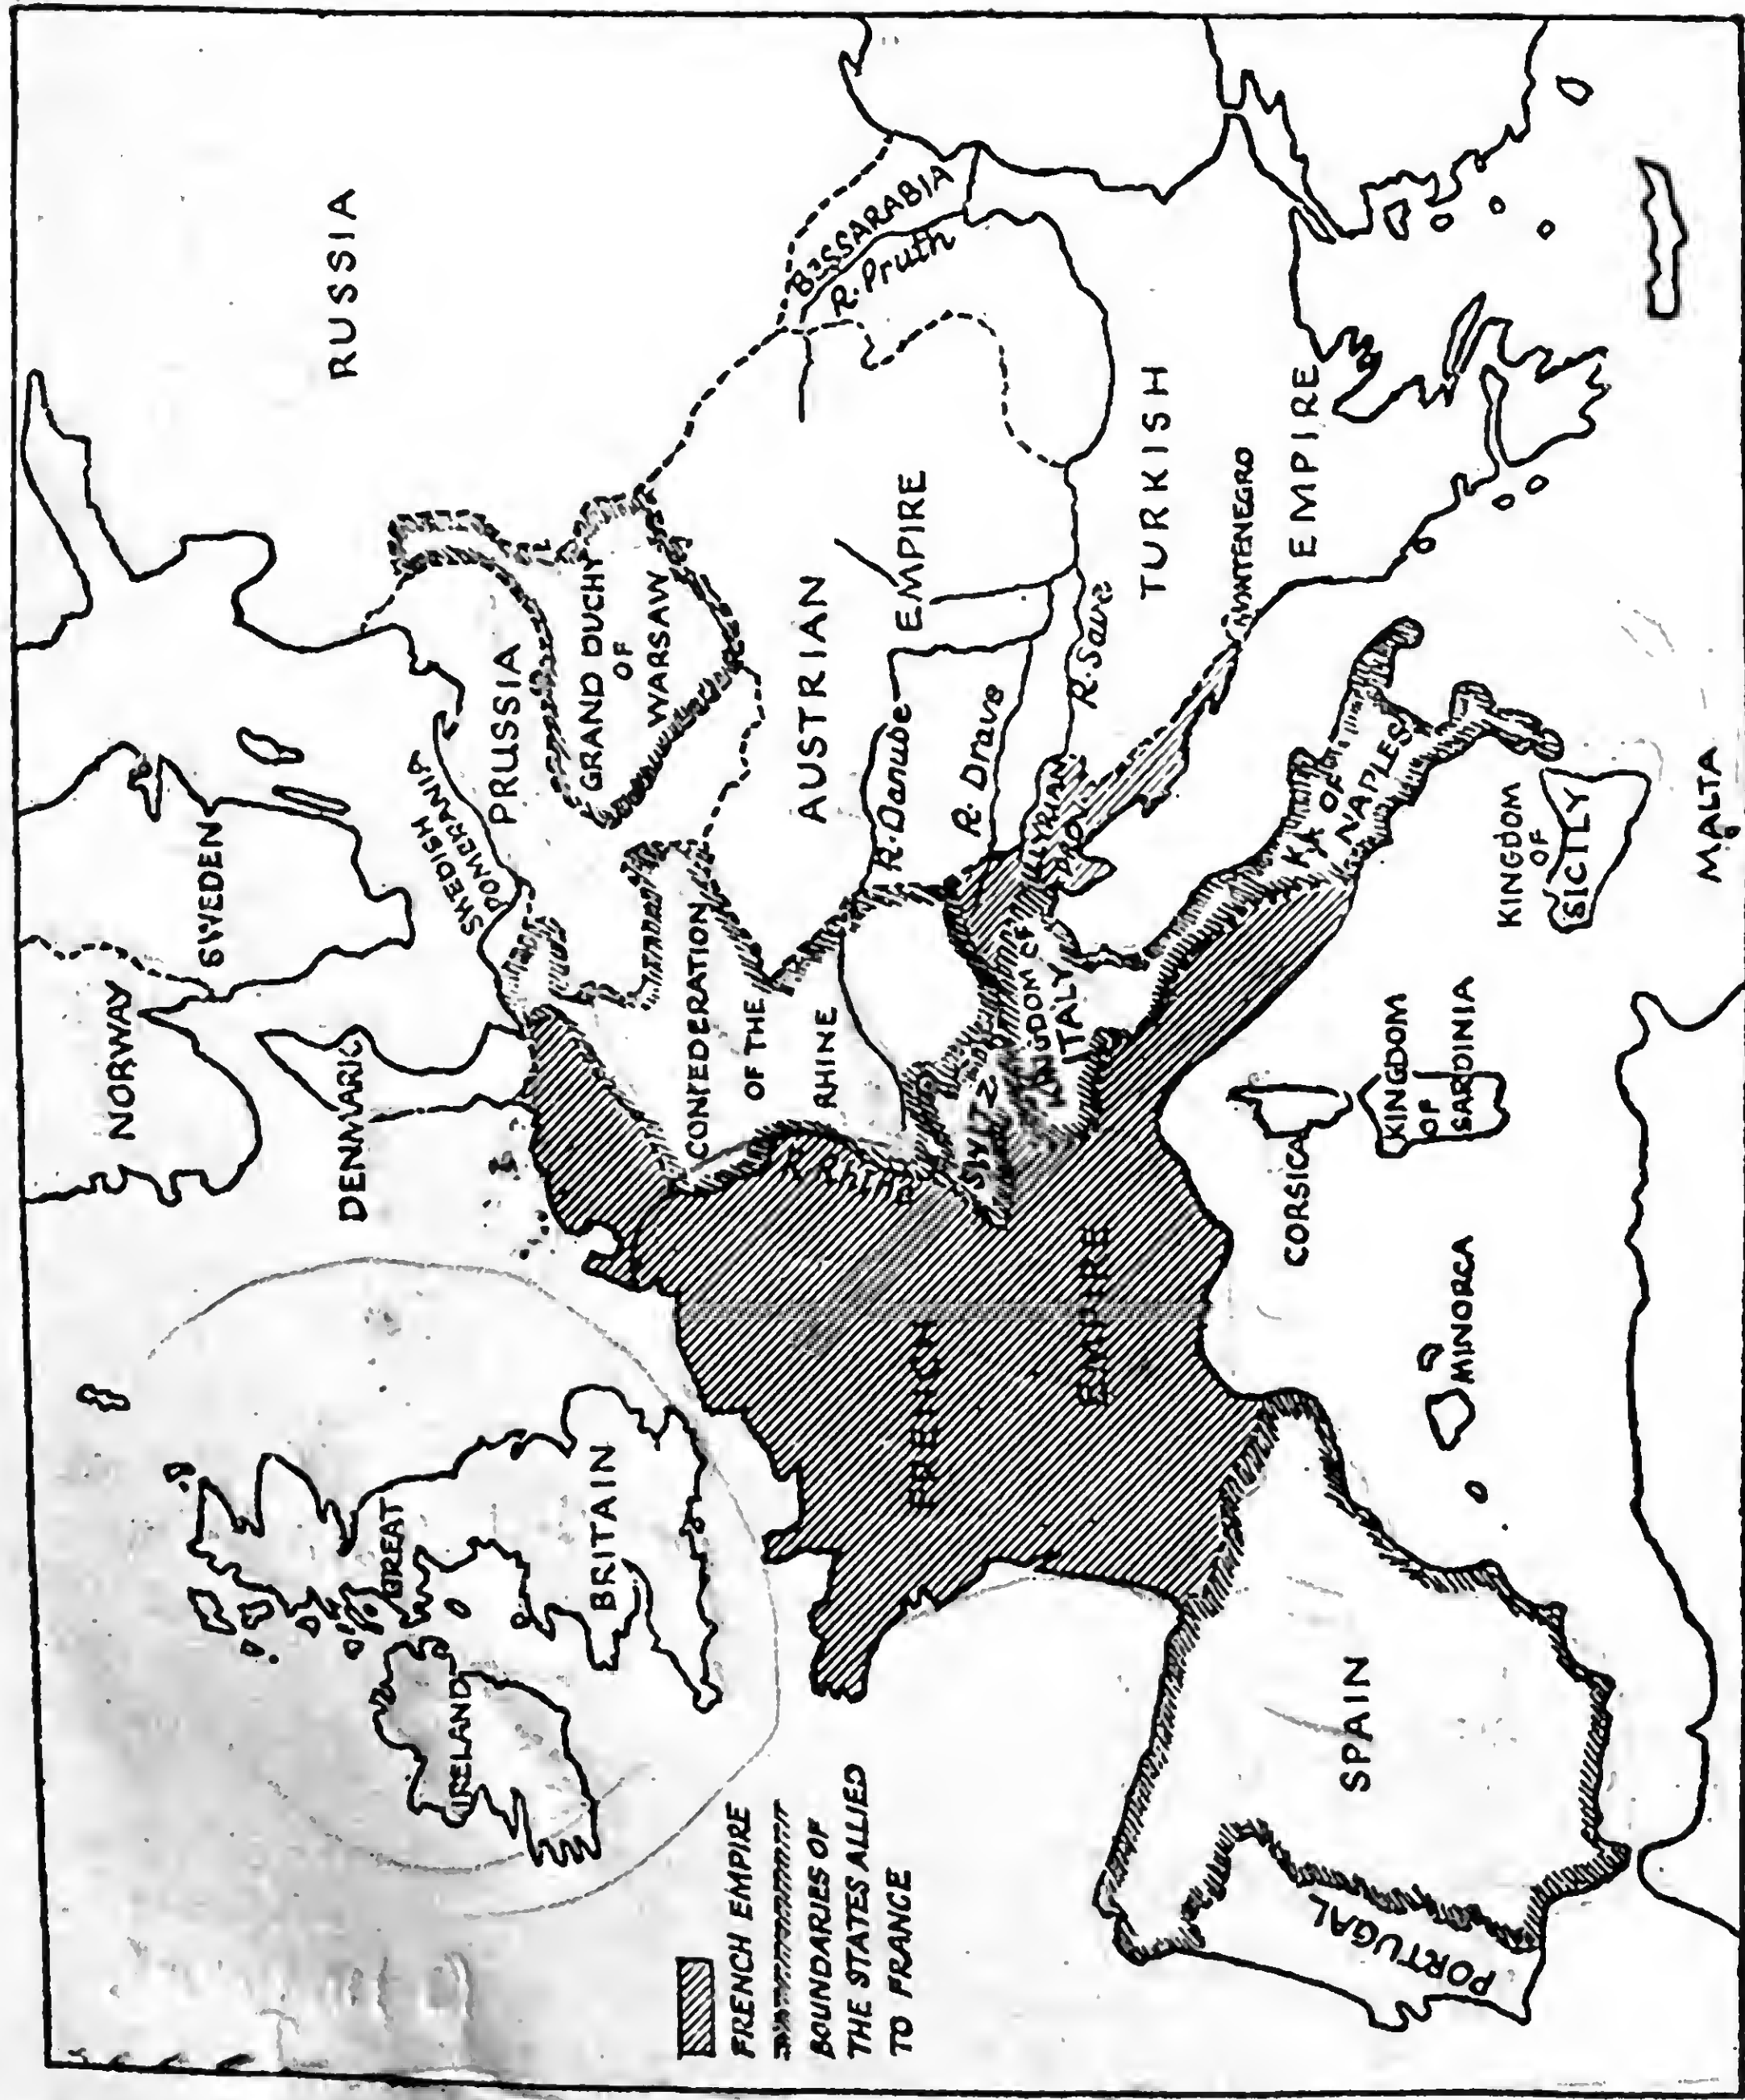 NORWAY
SWEDEN
RUSSIA
DENMARK
SWEDISH
POMERANIA
PRUSSIA
GREAT
BRITAIN
IRELAND
GRAND DUCHY
OF
WARSAW
CONFEDERATION
OF THE
RHINE
AUSTRIAN
EMPIRE
BESSARABIA
R. Pruth
R. Danube
R. Drave
R. Save
R. RHINE
SWITZ
KINGDOM OF
ITALY
ILLYRIAN
PROV
FRENCH
EMPIRE
TURKISH
EMPIRE
MONTENEGRO
KM. OF
NAPLES
KINGDOM
OF
SICILY
MALTA
CORSICA
KINGDOM
OF
SARDINIA
MINORCA
SPAIN
PORTUGAL
FRENCH EMPIRE
BOUNDARIES OF
THE STATES ALLIED
TO FRANCE